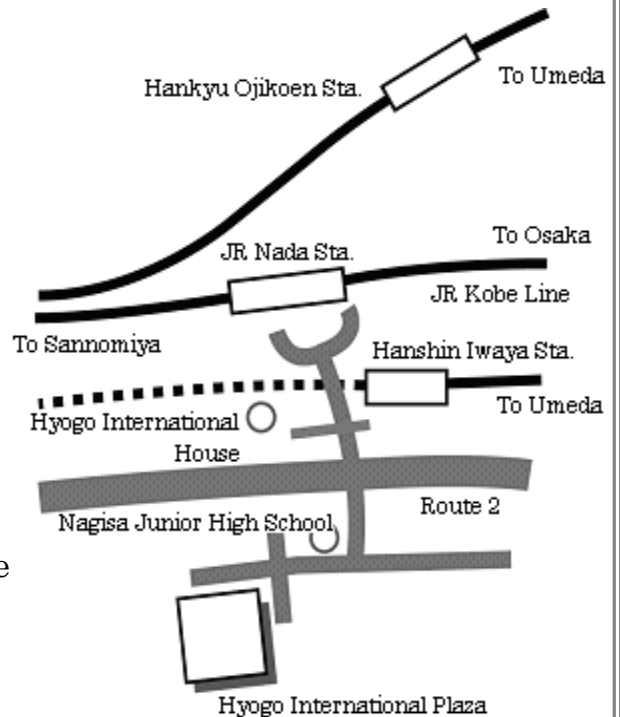 Hankyu Ojikoen Sta.
To Umeda
JR Nada Sta.
To Osaka
JR Kobe Line
To Sannomiya
Hanshin Iwaya Sta.
To Umeda
Hyogo International
House
Route 2
Nagisa Junior High School
e
Hyogo International Plaza